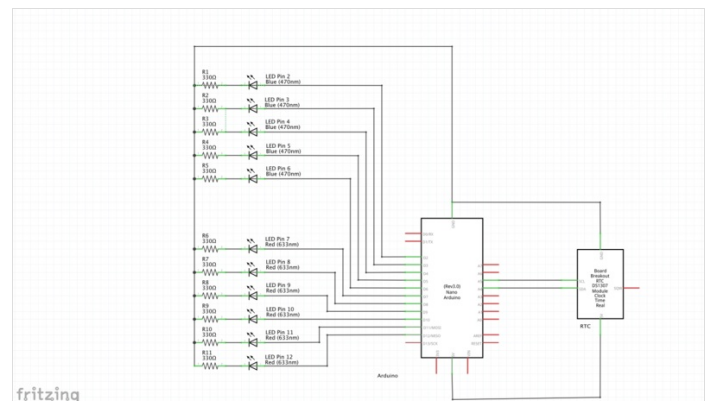 R1
330Ω
LED Pin 2
Blue (470nm)
R2
330Ω
LED Pin 3
Blue (470nm)
R3
330Ω
LED Pin 4
Blue (470nm)
R4
330Ω
LED Pin 5
Blue (470nm)
R5
330Ω
LED Pin 6
Blue (470nm)
R6
330Ω
LED Pin 7
Red (633nm)
R7
330Ω
LED Pin 8
Red (633nm)
R8
330Ω
LED Pin 9
Red (633nm)
R9
330Ω
LED Pin 10
Red (633nm)
R10
330Ω
LED Pin 11
Red (633nm)
R11
330Ω
LED Pin 12
Red (633nm)
(Rev3.0)
Nano
Arduino
Arduino
Board
Breakout
RTC
DS1307
Module
Clock
Time
Real
RTC
fritzing